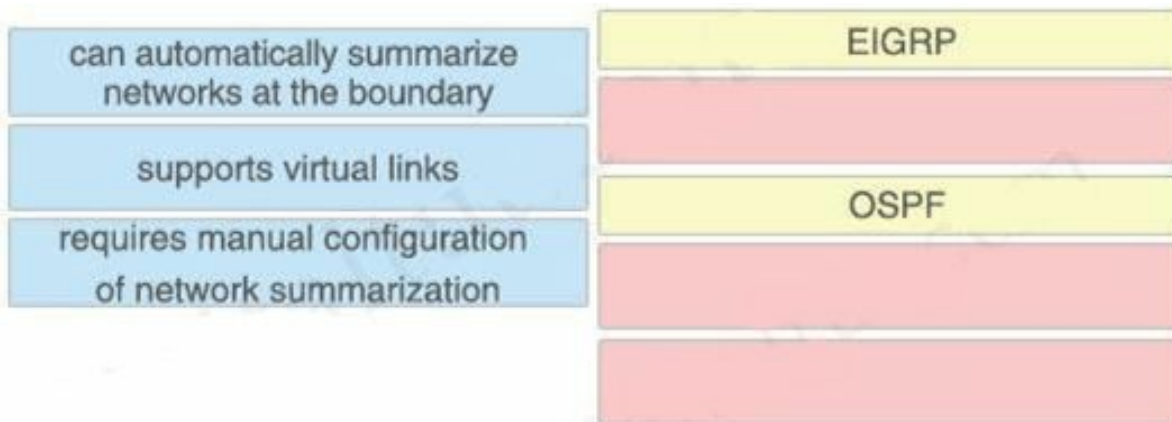 can automatically summarize
networks at the boundary
supports virtual links
requires manual configuration
of network summarization
EIGRP
OSPF